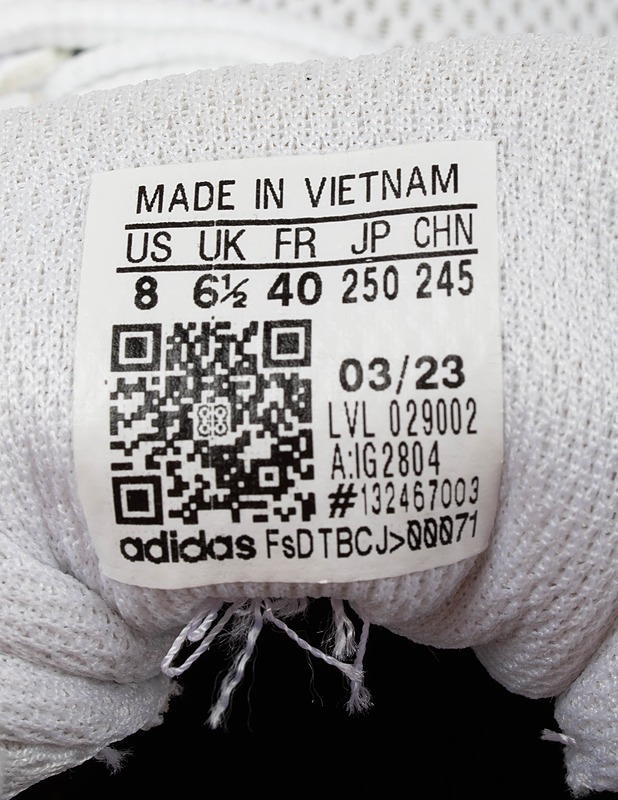 MADE IN VIETNAM
US UK FR JP CHN
8 6½ 40 250 245
03/23
LVL 029002
A:IG2804
#132467003
adidas FsDTBCJ>00071